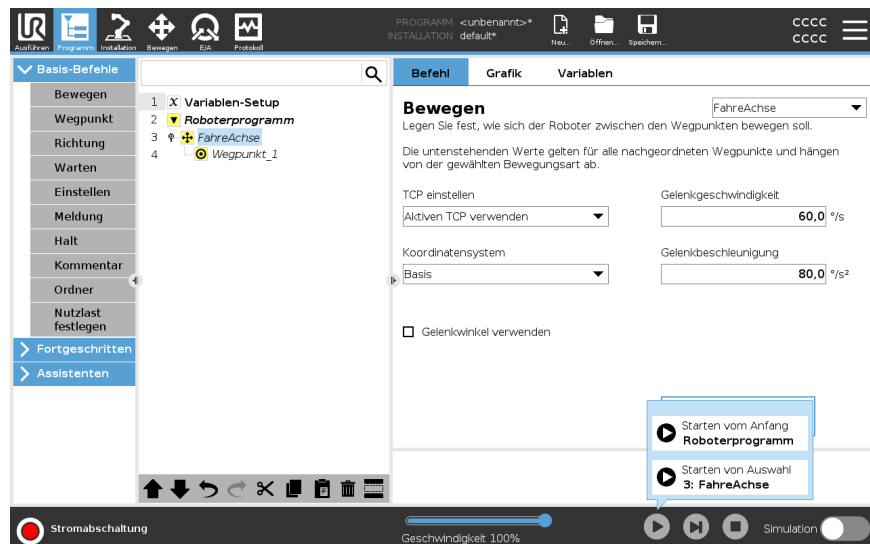 PROGRAMM <unbenannt>*
INSTALLATION default*
Ausführen Programm Installation Bewegen E/A Protokoll
Neu... Öffnen... Speichern...
CCCC
CCCC
Basis-Befehle
Bewegen
Wegpunkt
Richtung
Warten
Einstellen
Meldung
Halt
Kommentar
Ordner
Nutzlast
festlegen
Fortgeschritten
Assistenten
1 X Variablen-Setup
2 Roboterprogramm
3 FahreAchse
4 Wegpunkt_1
Befehl Grafik Variablen
Bewegen FahreAchse
Legen Sie fest, wie sich der Roboter zwischen den Wegpunkten bewegen soll.
Die untenstehenden Werte gelten für alle nachgeordneten Wegpunkte und hängen
von der gewählten Bewegungsart ab.
TCP einstellen Gelenkgeschwindigkeit
Aktiven TCP verwenden 60,0 °/s
Koordinatensystem Gelenkbeschleunigung
Basis 80,0 °/s²
Gelenkwinkel verwenden
Starten vom Anfang
Roboterprogramm
Starten von Auswahl
3: FahreAchse
Stromabschaltung
Geschwindigkeit 100%
Simulation